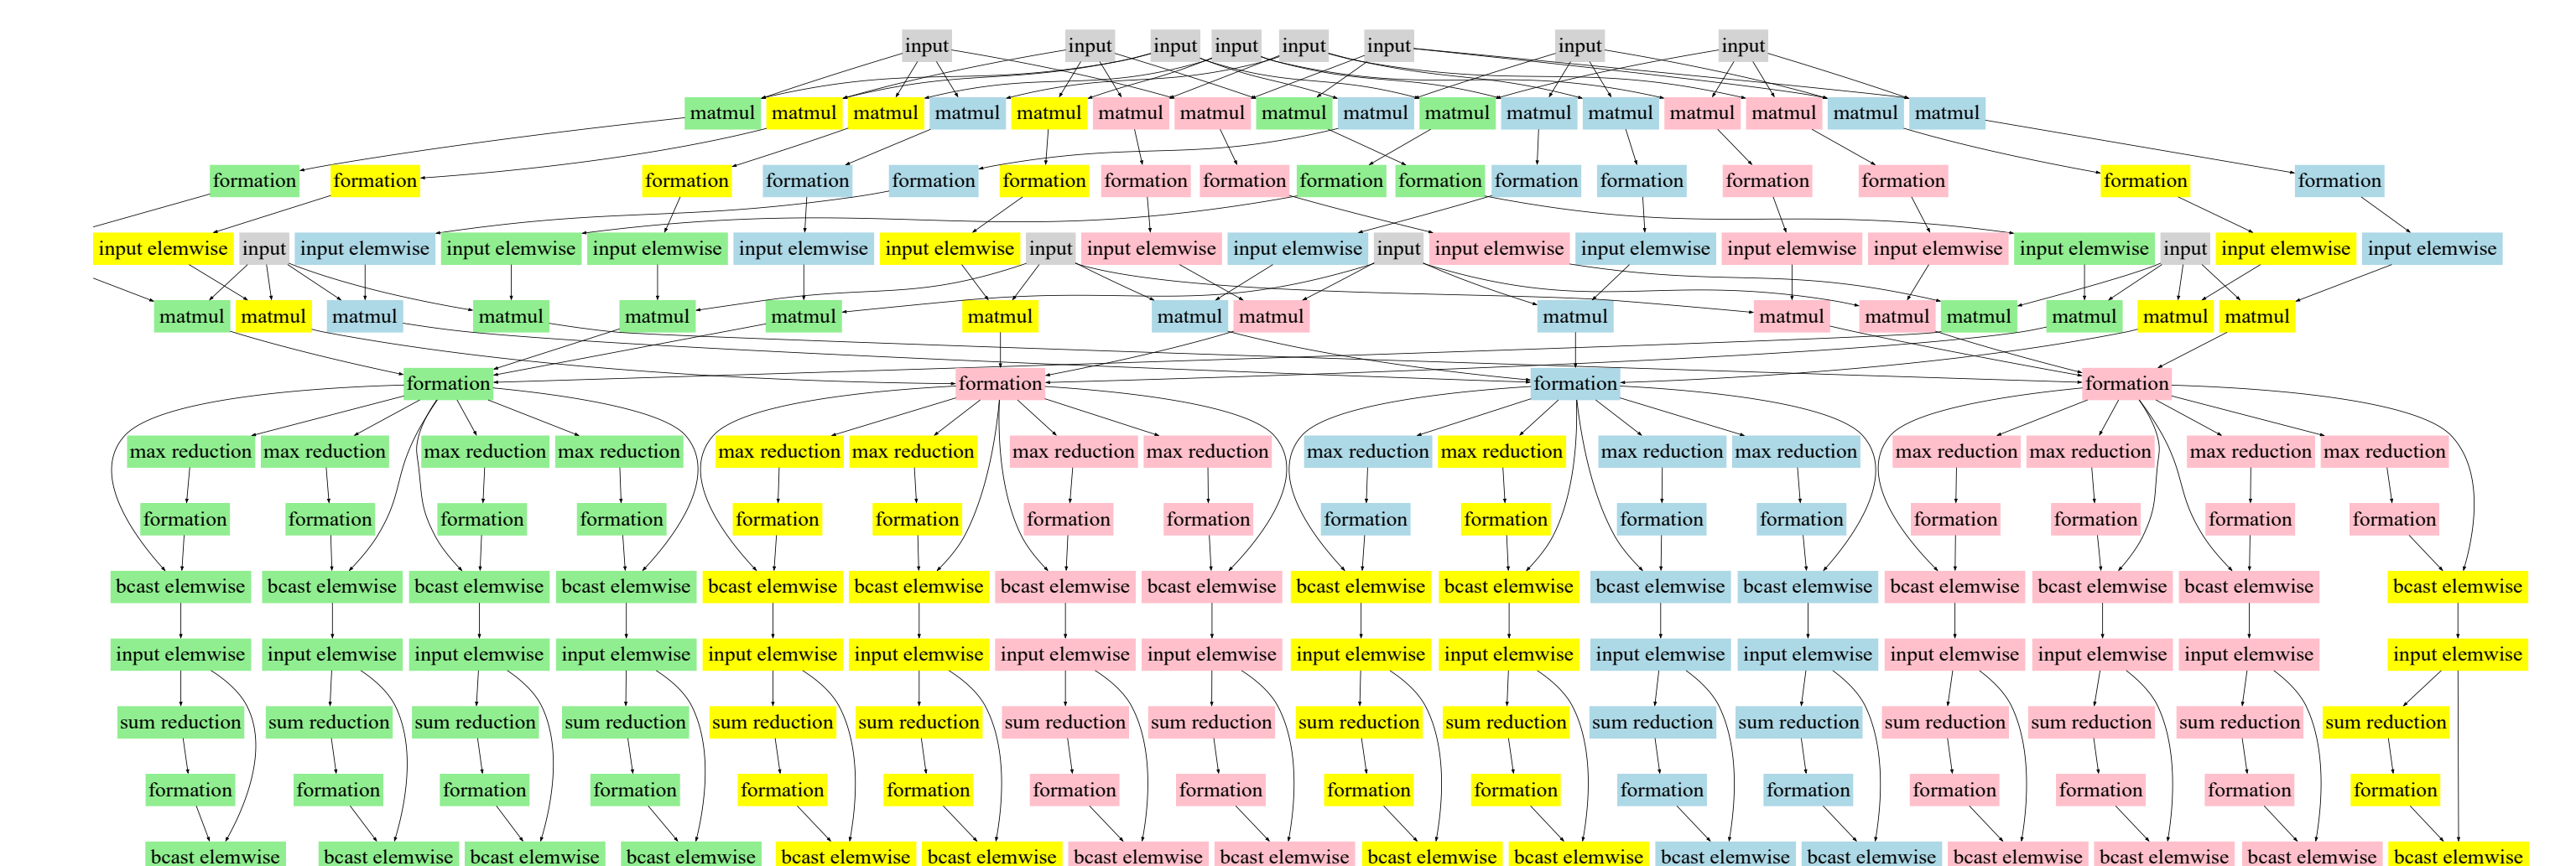 input input input input input input input input
matmul matmul matmul matmul matmul matmul matmul matmul matmul matmul matmul matmul matmul matmul matmul matmul
formation formation formation formation formation formation formation formation formation formation formation formation formation formation formation formation
input elemwise input input elemwise input elemwise input elemwise input elemwise input elemwise input input elemwise input elemwise input input elemwise input elemwise input elemwise input elemwise input elemwise input input elemwise input elemwise
matmul matmul matmul matmul matmul matmul matmul matmul matmul matmul matmul matmul matmul matmul matmul matmul
formation formation formation formation
max reduction max reduction max reduction max reduction max reduction max reduction max reduction max reduction max reduction max reduction max reduction max reduction max reduction max reduction max reduction max reduction
formation formation formation formation formation formation formation formation formation formation formation formation formation formation formation formation
bcast elemwise bcast elemwise bcast elemwise bcast elemwise bcast elemwise bcast elemwise bcast elemwise bcast elemwise bcast elemwise bcast elemwise bcast elemwise bcast elemwise bcast elemwise bcast elemwise bcast elemwise bcast elemwise
input elemwise input elemwise input elemwise input elemwise input elemwise input elemwise input elemwise input elemwise input elemwise input elemwise input elemwise input elemwise input elemwise input elemwise input elemwise input elemwise
sum reduction sum reduction sum reduction sum reduction sum reduction sum reduction sum reduction sum reduction sum reduction sum reduction sum reduction sum reduction sum reduction sum reduction sum reduction sum reduction
formation formation formation formation formation formation formation formation formation formation formation formation formation formation formation formation
bcast elemwise bcast elemwise bcast elemwise bcast elemwise bcast elemwise bcast elemwise bcast elemwise bcast elemwise bcast elemwise bcast elemwise bcast elemwise bcast elemwise bcast elemwise bcast elemwise bcast elemwise bcast elemwise